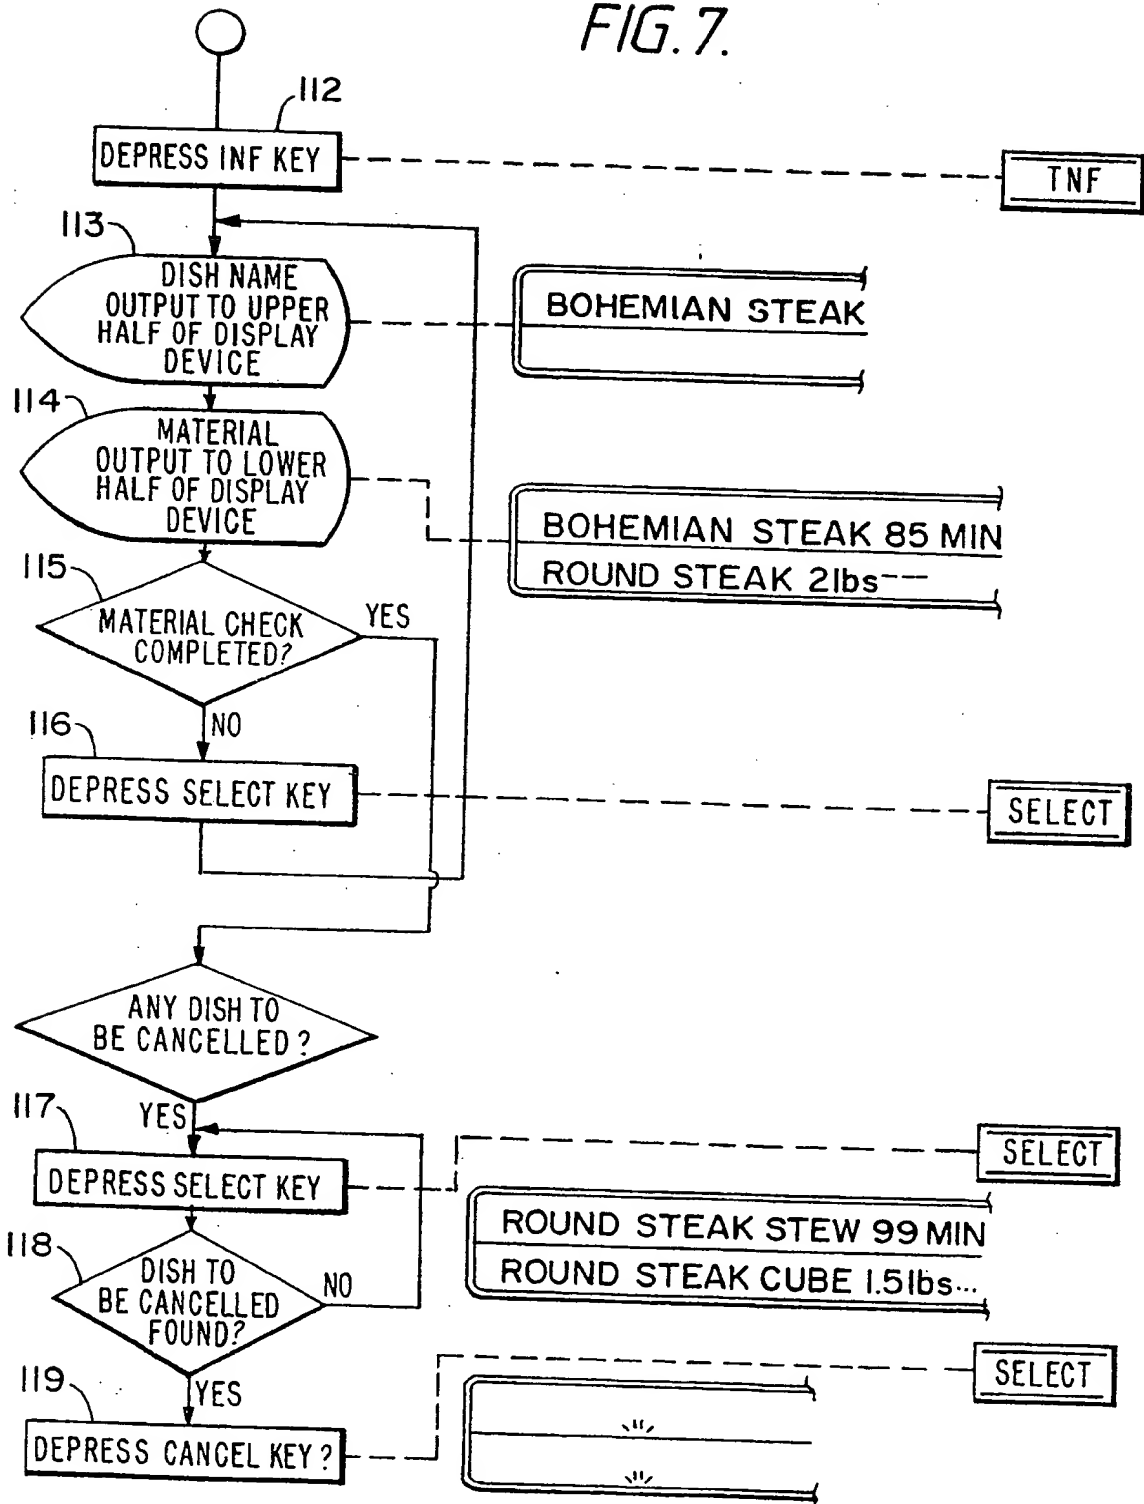 FIG. 7.
112
DEPRESS INF KEY
TNF
113
DISH NAME
OUTPUT TO UPPER
HALF OF DISPLAY
DEVICE
BOHEMIAN STEAK
114
MATERIAL
OUTPUT TO LOWER
HALF OF DISPLAY
DEVICE
BOHEMIAN STEAK 85 MIN
ROUND STEAK 2lbs---
115
MATERIAL CHECK
COMPLETED?
YES
NO
116
DEPRESS SELECT KEY
SELECT
ANY DISH TO
BE CANCELLED?
YES
117
DEPRESS SELECT KEY
SELECT
ROUND STEAK STEW 99 MIN
ROUND STEAK CUBE 1.5lbs...
118
DISH TO
BE CANCELLED
FOUND?
NO
YES
119
DEPRESS CANCEL KEY?
SELECT